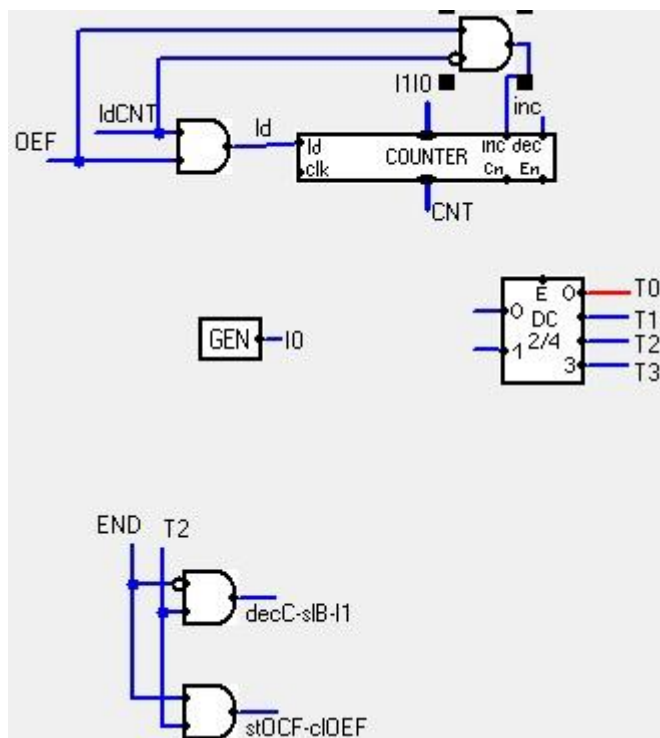 I1I0
inc
ldCNT
ld
OEF
ld
inc
dec
COUNTER
clk
Cn
En
CNT
E
0
T0
0
DC
T1
GEN
I0
1
2/4
T2
3
T3
END
T2
decC-slB-I1
stOCF-clOEF